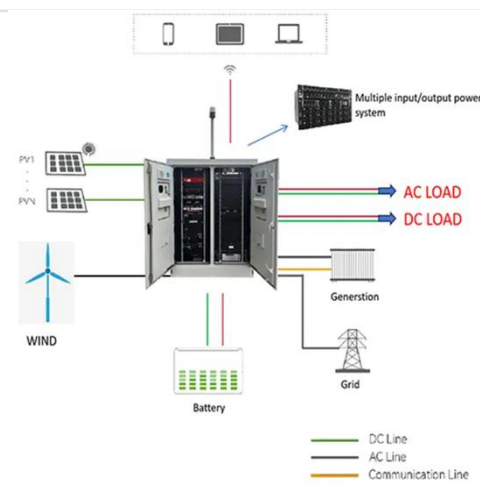 Multiple input/output power
system
PV1
PVN
AC LOAD
DC LOAD
Generstion
WIND
Grid
Battery
DC Line
AC Line
Communication Line